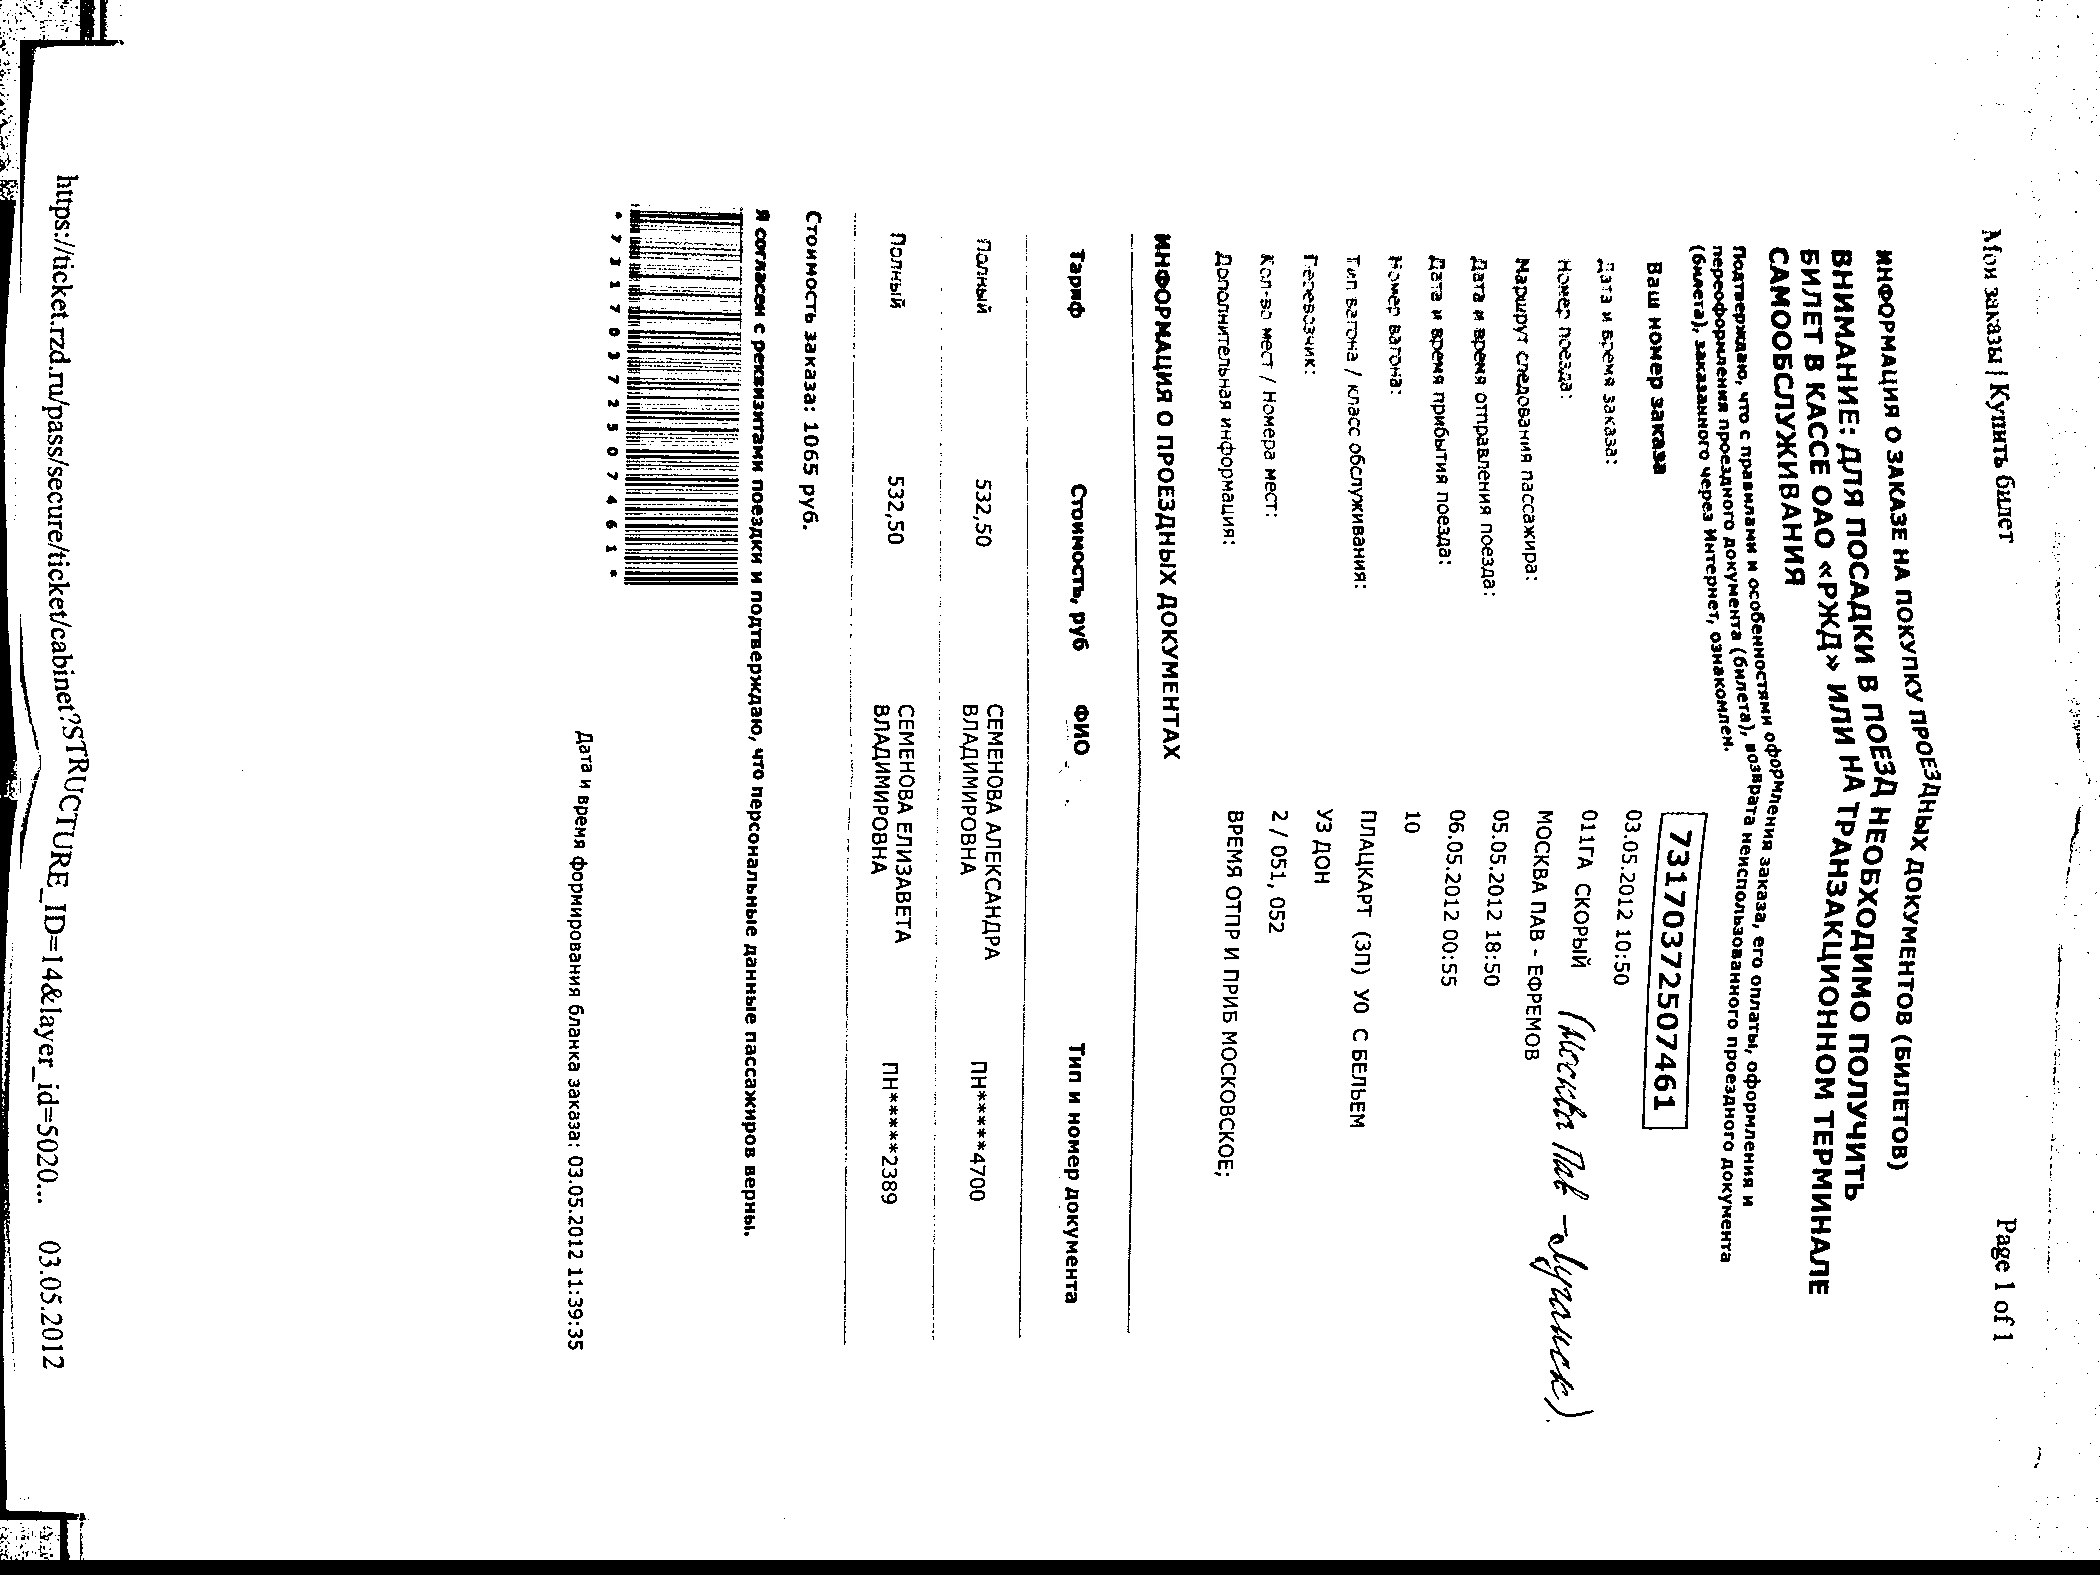 Мои заказы | Купить билет
Page 1 of 1
ИНФОРМАЦИЯ О ЗАКАЗЕ НА ПОКУПКУ ПРОЕЗДНЫХ ДОКУМЕНТОВ (БИЛЕТОВ)
ВНИМАНИЕ: ДЛЯ ПОСАДКИ В ПОЕЗД НЕОБХОДИМО ПОЛУЧИТЬ
БИЛЕТ В КАССЕ ОАО «РЖД» ИЛИ НА ТРАНЗАКЦИОННОМ ТЕРМИНАЛЕ
САМООБСЛУЖИВАНИЯ
Подтверждаю, что с правилами и особенностями оформления заказа, его оплаты, оформления и
переоформления проездного документа (билета), возврата неиспользованного проездного документа
(билета), заказанного через Интернет, ознакомлен.
Ваш номер заказа 73170372507461
Дата и время заказа: 03.05.2012 10:50
Номер поезда: 011ГА СКОРЫЙ (Москва Пав - Луганск)
Маршрут следования пассажира: МОСКВА ПАВ - ЕФРЕМОВ
Дата и время отправления поезда: 05.05.2012 18:50
Дата и время прибытия поезда: 06.05.2012 00:55
Номер вагона: 10
Тип вагона / класс обслуживания: ПЛАЦКАРТ (3П) У0 С БЕЛЬЕМ
Перевозчик: УЗ ДОН
Кол-во мест / Номера мест: 2 / 051, 052
Дополнительная информация: ВРЕМЯ ОТПР И ПРИБ МОСКОВСКОЕ;
ИНФОРМАЦИЯ О ПРОЕЗДНЫХ ДОКУМЕНТАХ
Тариф Стоимость, руб ФИО Тип и номер документа
Полный 532,50 СЕМЕНОВА АЛЕКСАНДРА ПН*****4700
ВЛАДИМИРОВНА
Полный 532,50 СЕМЕНОВА ЕЛИЗАВЕТА ПН*****2389
ВЛАДИМИРОВНА
Стоимость заказа: 1065 руб.
Я согласен с реквизитами поездки и подтверждаю, что персональные данные пассажиров верны.
* 7 3 1 7 0 3 7 2 5 0 7 4 6 1 *
Дата и время формирования бланка заказа: 03.05.2012 11:39:35
https://ticket.rzd.ru/pass/secure/ticket/cabinet?STRUCTURE_ID=14&layer_id=5020... 03.05.2012